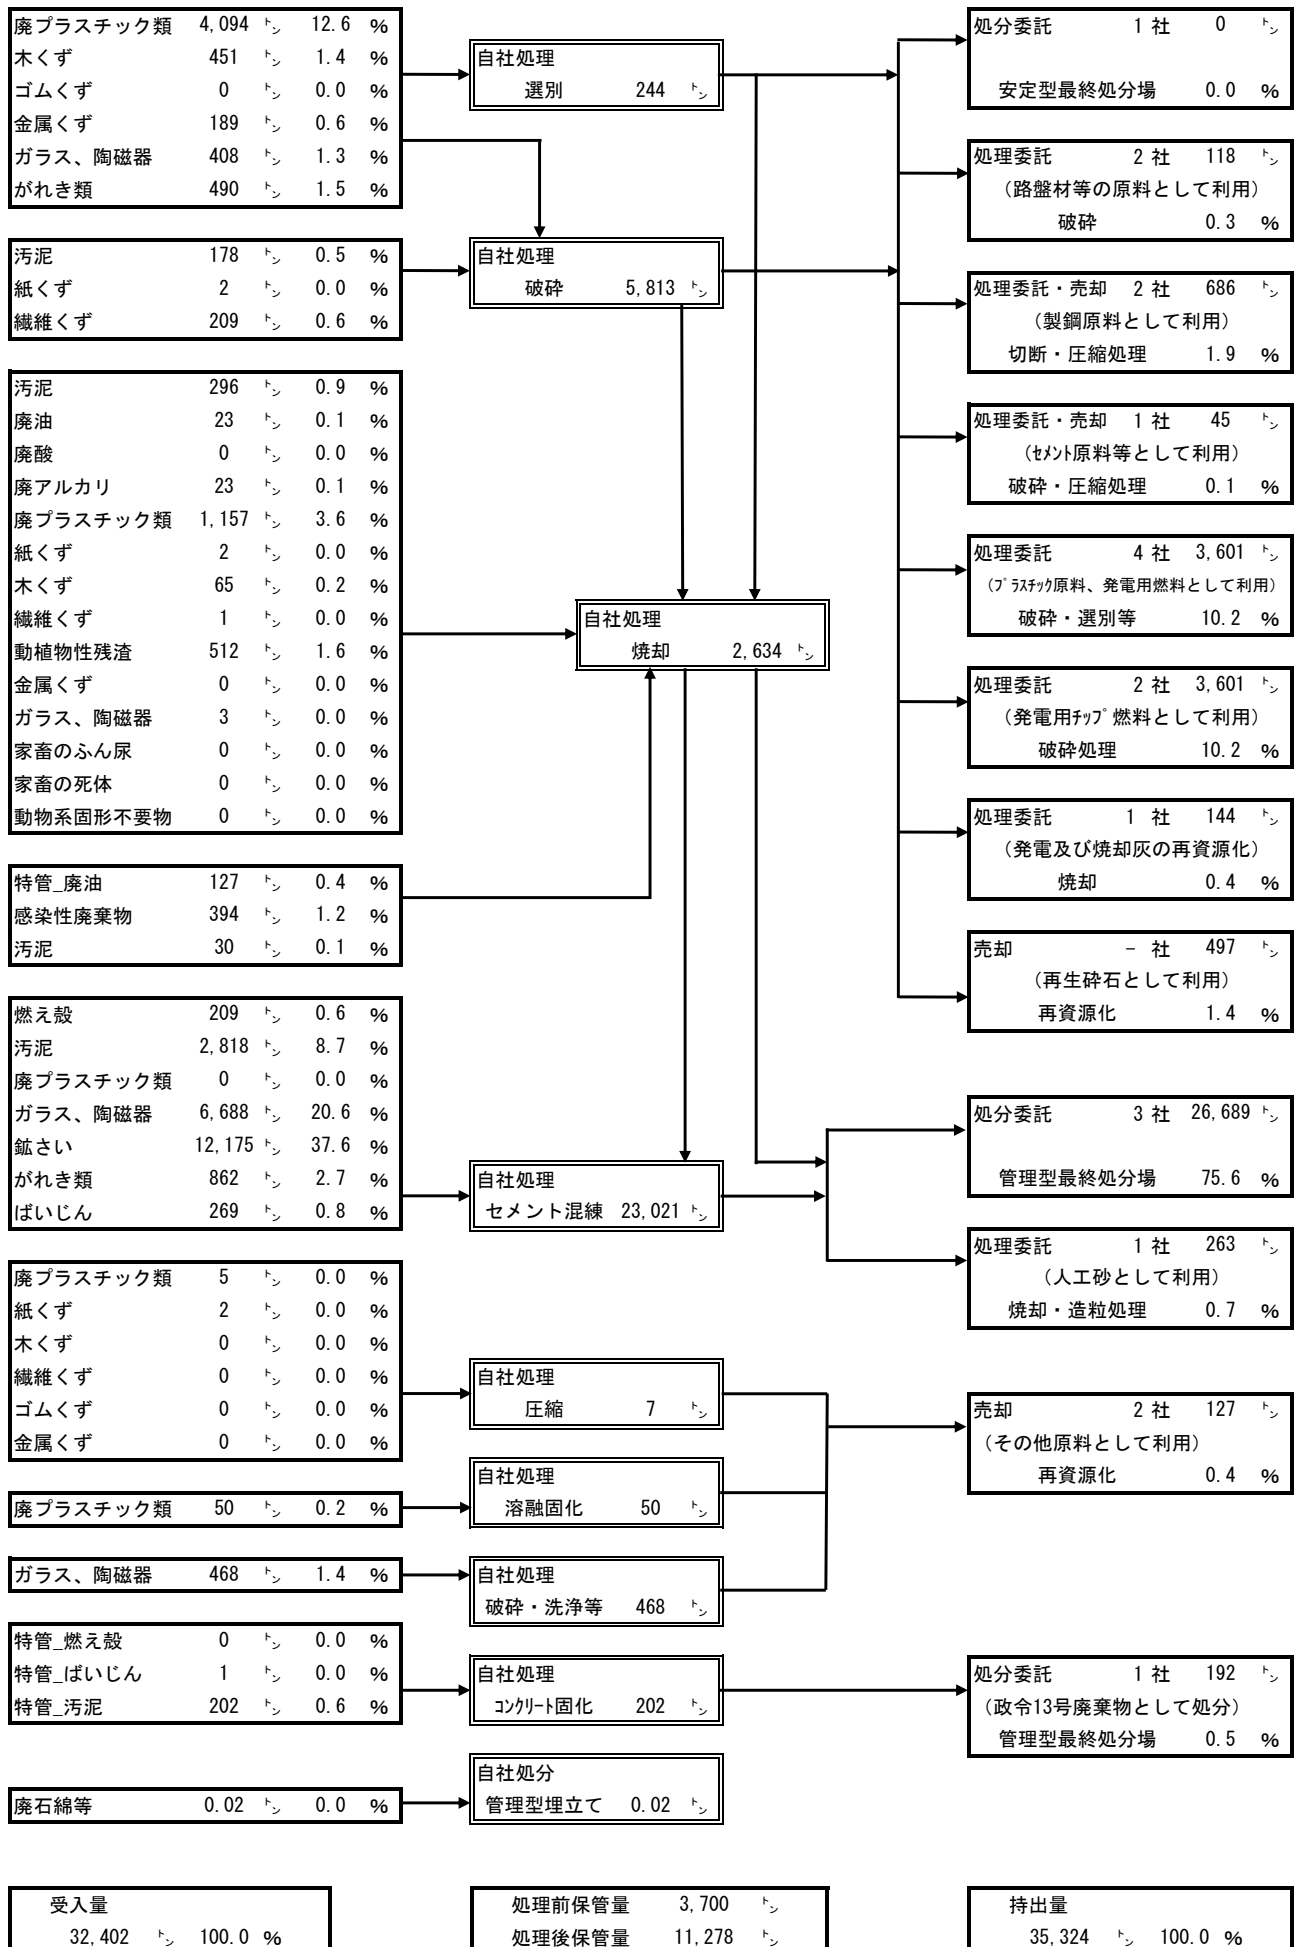 廃プラスチック類 4,094 トン 12.6 %
木くず 451 トン 1.4 %
ゴムくず 0 トン 0.0 %
金属くず 189 トン 0.6 %
ガラス、陶磁器 408 トン 1.3 %
がれき類 490 トン 1.5 %
汚泥 178 トン 0.5 %
紙くず 2 トン 0.0 %
繊維くず 209 トン 0.6 %
汚泥 296 トン 0.9 %
廃油 23 トン 0.1 %
廃酸 0 トン 0.0 %
廃アルカリ 23 トン 0.1 %
廃プラスチック類 1,157 トン 3.6 %
紙くず 2 トン 0.0 %
木くず 65 トン 0.2 %
繊維くず 1 トン 0.0 %
動植物性残渣 512 トン 1.6 %
金属くず 0 トン 0.0 %
ガラス、陶磁器 3 トン 0.0 %
家畜のふん尿 0 トン 0.0 %
家畜の死体 0 トン 0.0 %
動物系固形不要物 0 トン 0.0 %
特管_廃油 127 トン 0.4 %
感染性廃棄物 394 トン 1.2 %
汚泥 30 トン 0.1 %
燃え殻 209 トン 0.6 %
汚泥 2,818 トン 8.7 %
廃プラスチック類 0 トン 0.0 %
ガラス、陶磁器 6,688 トン 20.6 %
鉱さい 12,175 トン 37.6 %
がれき類 862 トン 2.7 %
ばいじん 269 トン 0.8 %
廃プラスチック類 5 トン 0.0 %
紙くず 2 トン 0.0 %
木くず 0 トン 0.0 %
繊維くず 0 トン 0.0 %
ゴムくず 0 トン 0.0 %
金属くず 0 トン 0.0 %
廃プラスチック類 50 トン 0.2 %
ガラス、陶磁器 468 トン 1.4 %
特管_燃え殻 0 トン 0.0 %
特管_ばいじん 1 トン 0.0 %
特管_汚泥 202 トン 0.6 %
廃石綿等 0.02 トン 0.0 %
受入量
32,402 トン 100.0 %
自社処理
選別 244 トン
自社処理
破砕 5,813 トン
自社処理
焼却 2,634 トン
自社処理
セメント混練 23,021 トン
自社処理
圧縮 7 トン
自社処理
溶融固化 50 トン
自社処理
破砕・洗浄等 468 トン
自社処理
コンクリート固化 202 トン
自社処分
管理型埋立て 0.02 トン
処理前保管量 3,700 トン
処理後保管量 11,278 トン
処分委託 1 社 0 トン
安定型最終処分場 0.0 %
処理委託 2 社 118 トン
（路盤材等の原料として利用）
破砕 0.3 %
処理委託・売却 2 社 686 トン
（製鋼原料として利用）
切断・圧縮処理 1.9 %
処理委託・売却 1 社 45 トン
（セメント原料等として利用）
破砕・圧縮処理 0.1 %
処理委託 4 社 3,601 トン
（プラスチック原料、発電用燃料として利用）
破砕・選別等 10.2 %
処理委託 2 社 3,601 トン
（発電用チップ燃料として利用）
破砕処理 10.2 %
処理委託 1 社 144 トン
（発電及び焼却灰の再資源化）
焼却 0.4 %
売却 － 社 497 トン
（再生砕石として利用）
再資源化 1.4 %
処分委託 3 社 26,689 トン
管理型最終処分場 75.6 %
処理委託 1 社 263 トン
（人工砂として利用）
焼却・造粒処理 0.7 %
売却 2 社 127 トン
（その他原料として利用）
再資源化 0.4 %
処分委託 1 社 192 トン
（政令13号廃棄物として処分）
管理型最終処分場 0.5 %
持出量
35,324 トン 100.0 %